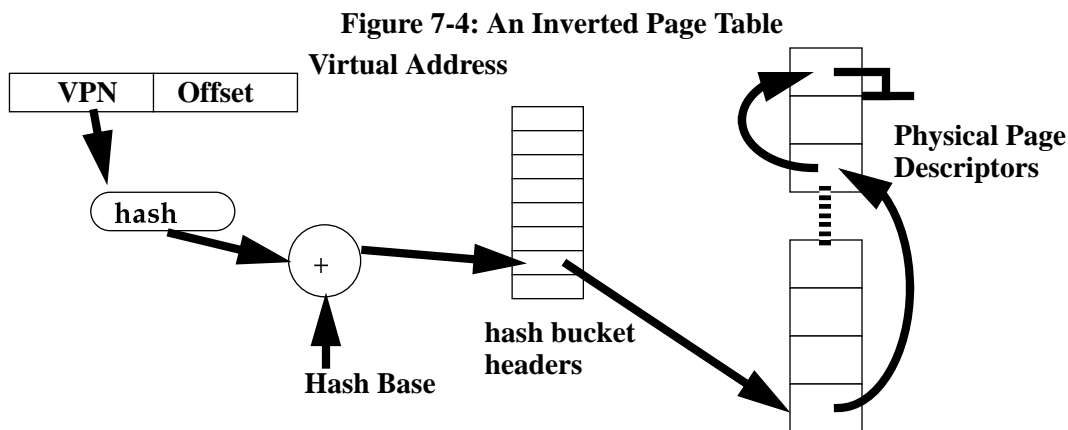 Figure 7-4: An Inverted Page Table
Virtual Address
VPN
Offset
Physical Page
Descriptors
hash
+
hash bucket
headers
Hash Base